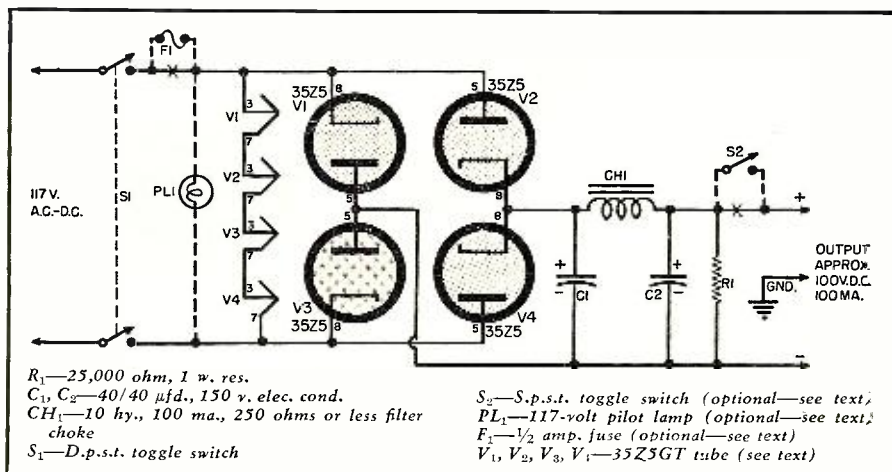 F1
117 V.
A.C.-D.C.
S1
PL1
3
V1
7
3
V2
7
3
V3
7
3
V4
7
35Z5
8
V1
5
5
V3
35Z5
8
5
35Z5
V2
8
8
V4
5
35Z5
CH1
S2
+
C1
-
+
C2
-
R1
+
OUTPUT
APPROX.
100V.D.C.
100 MA.
GND.
-
R₁—25,000 ohm, 1 w. res.
C₁, C₂—40/40 μfd., 150 v. elec. cond.
CH₁—10 hy., 100 ma., 250 ohms or less filter
choke
S₁—D.p.s.t. toggle switch
S₂—S.p.s.t. toggle switch (optional—see text)
PL₁—117-volt pilot lamp (optional—see text)
F₁—½ amp. fuse (optional—see text)
V₁, V₂, V₃, V₄—35Z5GT tube (see text)